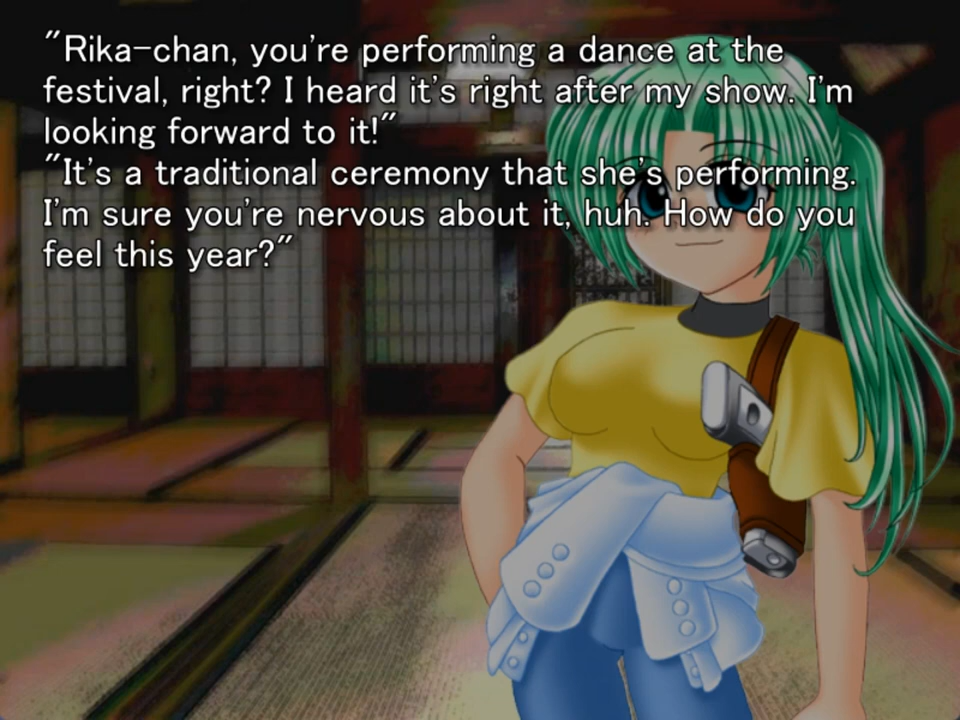 "Rika-chan, you're performing a dance at the
festival, right? I heard it's right after my show. I'm
looking forward to it!"
"It's a traditional ceremony that she's performing.
I'm sure you're nervous about it, huh. How do you
feel this year?"